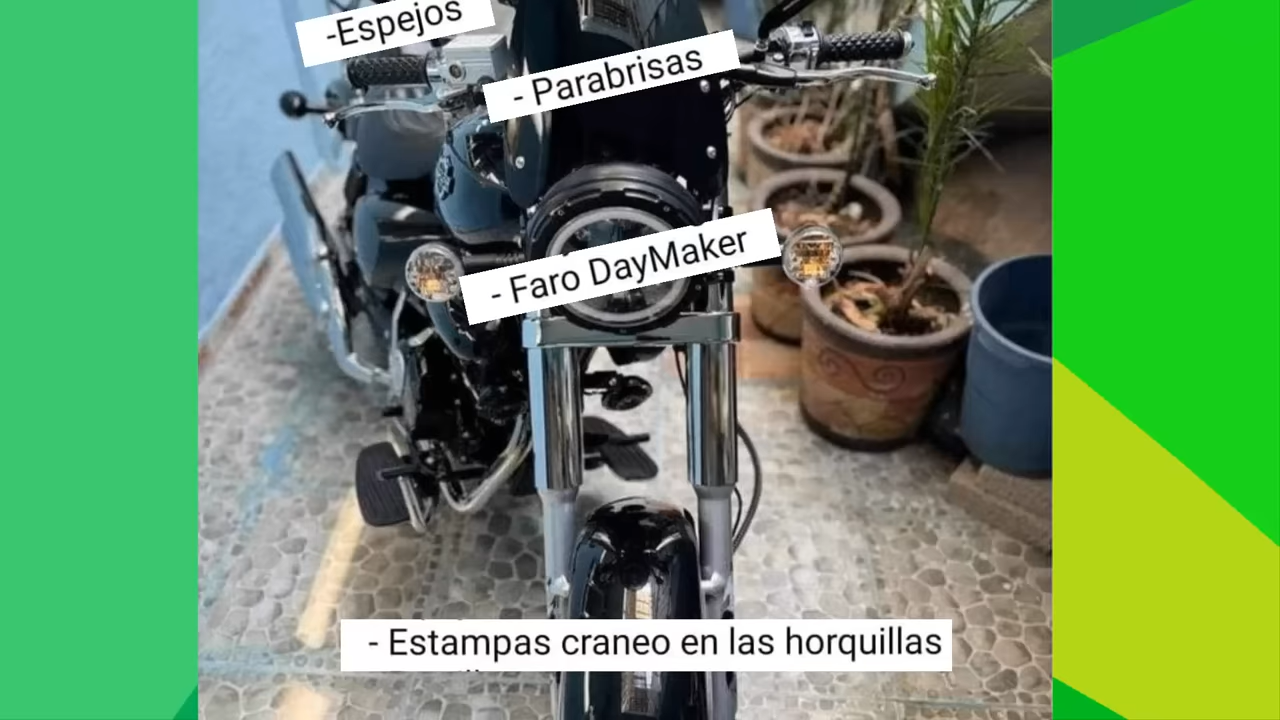 -Espejos
- Parabrisas
- Faro DayMaker
- Estampas craneo en las horquillas